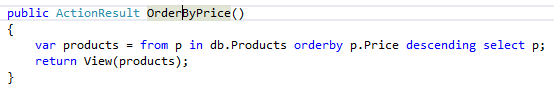 public ActionResult OrderByPrice()
{
var products = from p in db.Products orderby p.Price descending select p;
return View(products);
}